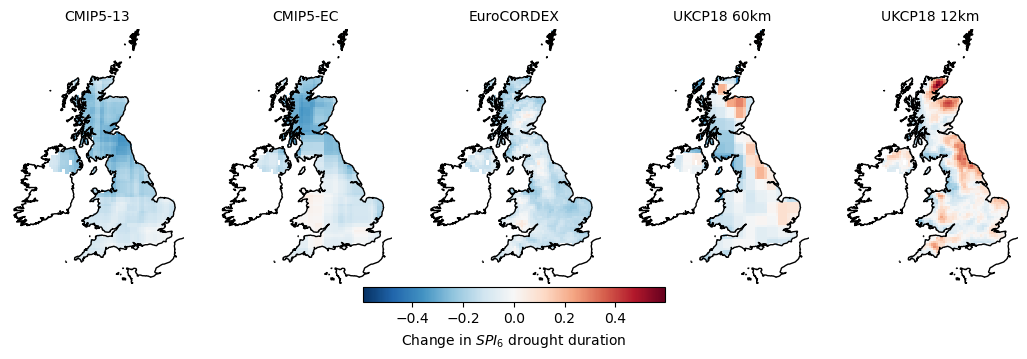 CMIP5-13 CMIP5-EC EuroCORDEX UKCP18 60km UKCP18 12km
−0.4 −0.2 0.0 0.2 0.4
Change in SPI6 drought duration